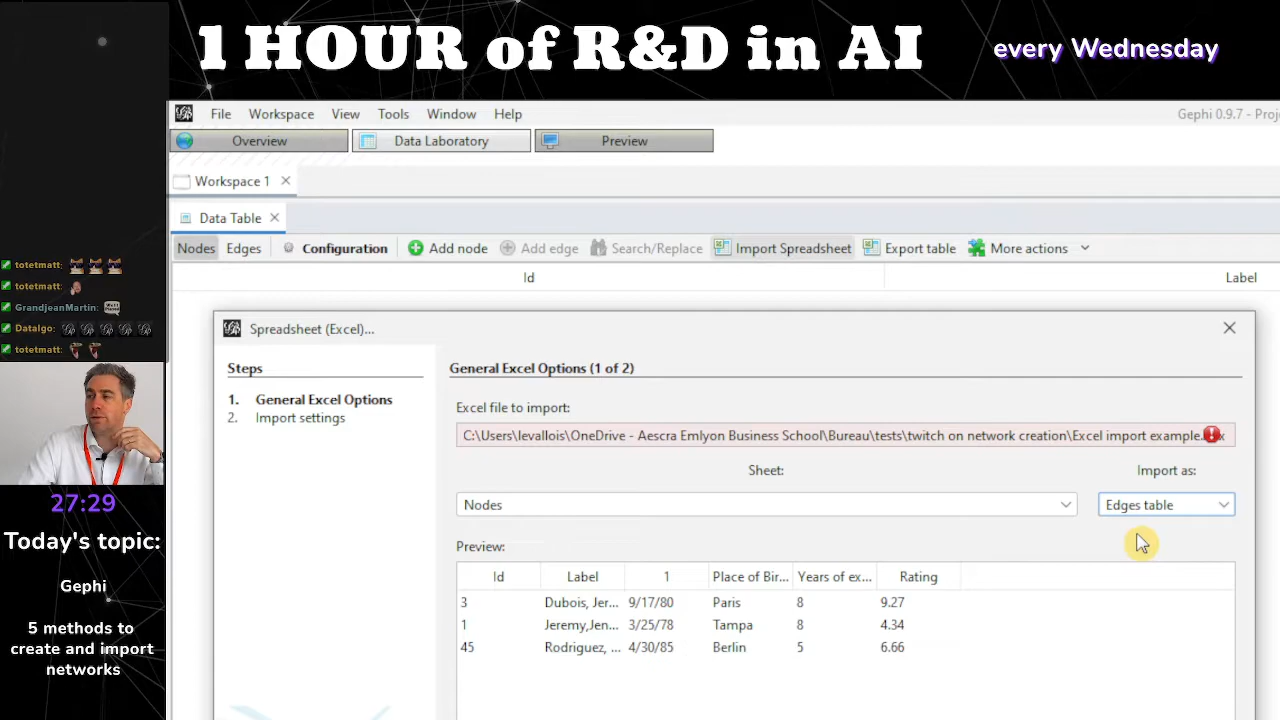 1 HOUR of R&D in AI
every Wednesday
File Workspace View Tools Window Help
Gephi 0.9.7 - Proj
Overview Data Laboratory Preview
Workspace 1
Data Table
Nodes Edges Configuration Add node Add edge Search/Replace Import Spreadsheet Export table More actions
Id Label
totetmatt:
totetmatt:
GrandjeanMartin:
Datalgo:
totetmatt:
27:29
Today's topic:
Gephi
5 methods to
create and import
networks
Spreadsheet (Excel)...
Steps
1. General Excel Options
2. Import settings
General Excel Options (1 of 2)
Excel file to import:
C:\Users\levallois\OneDrive - Aescra Emlyon Business School\Bureau\tests\twitch on network creation\Excel import example.
Sheet: Import as:
Nodes Edges table
Preview:
Id Label 1 Place of Bir... Years of ex... Rating
3 Dubois, Jer... 9/17/80 Paris 8 9.27
1 Jeremy,Jen... 3/25/78 Tampa 8 4.34
45 Rodriguez, ... 4/30/85 Berlin 5 6.66